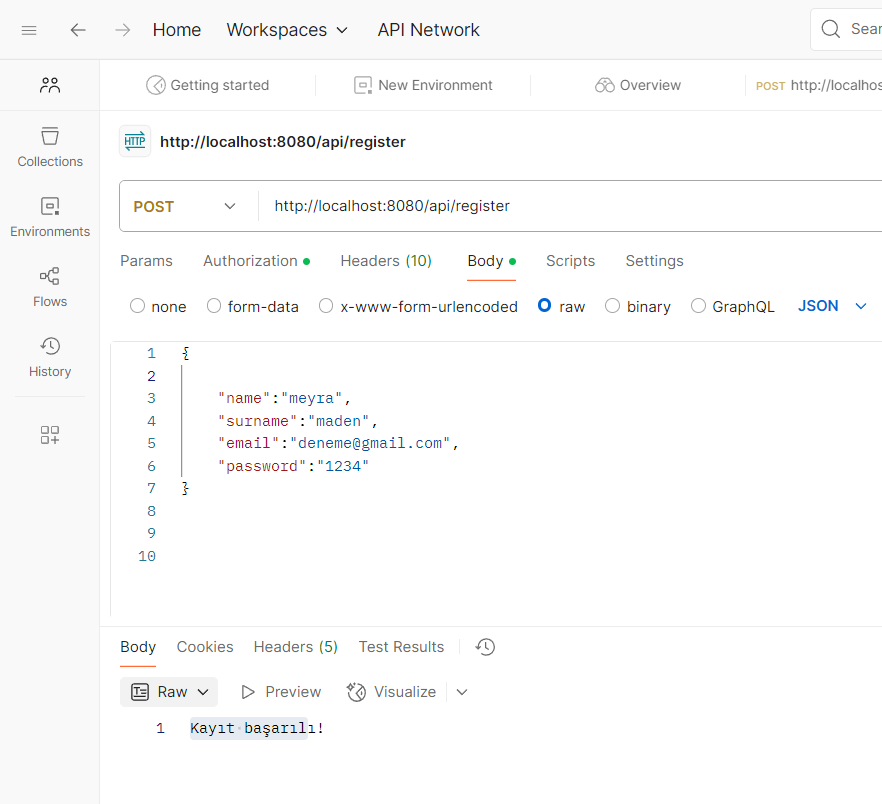 Home Workspaces API Network Sear
Getting started New Environment Overview POST http://localhos
HTTP http://localhost:8080/api/register
POST http://localhost:8080/api/register
Collections
Environments
Flows
History
Params Authorization Headers (10) Body Scripts Settings
none form-data x-www-form-urlencoded raw binary GraphQL JSON
1 {
2
3 "name":"meyra",
4 "surname":"maden",
5 "email":"deneme@gmail.com",
6 "password":"1234"
7 }
8
9
10
Body Cookies Headers (5) Test Results
Raw Preview Visualize
1 Kayıt başarılı!